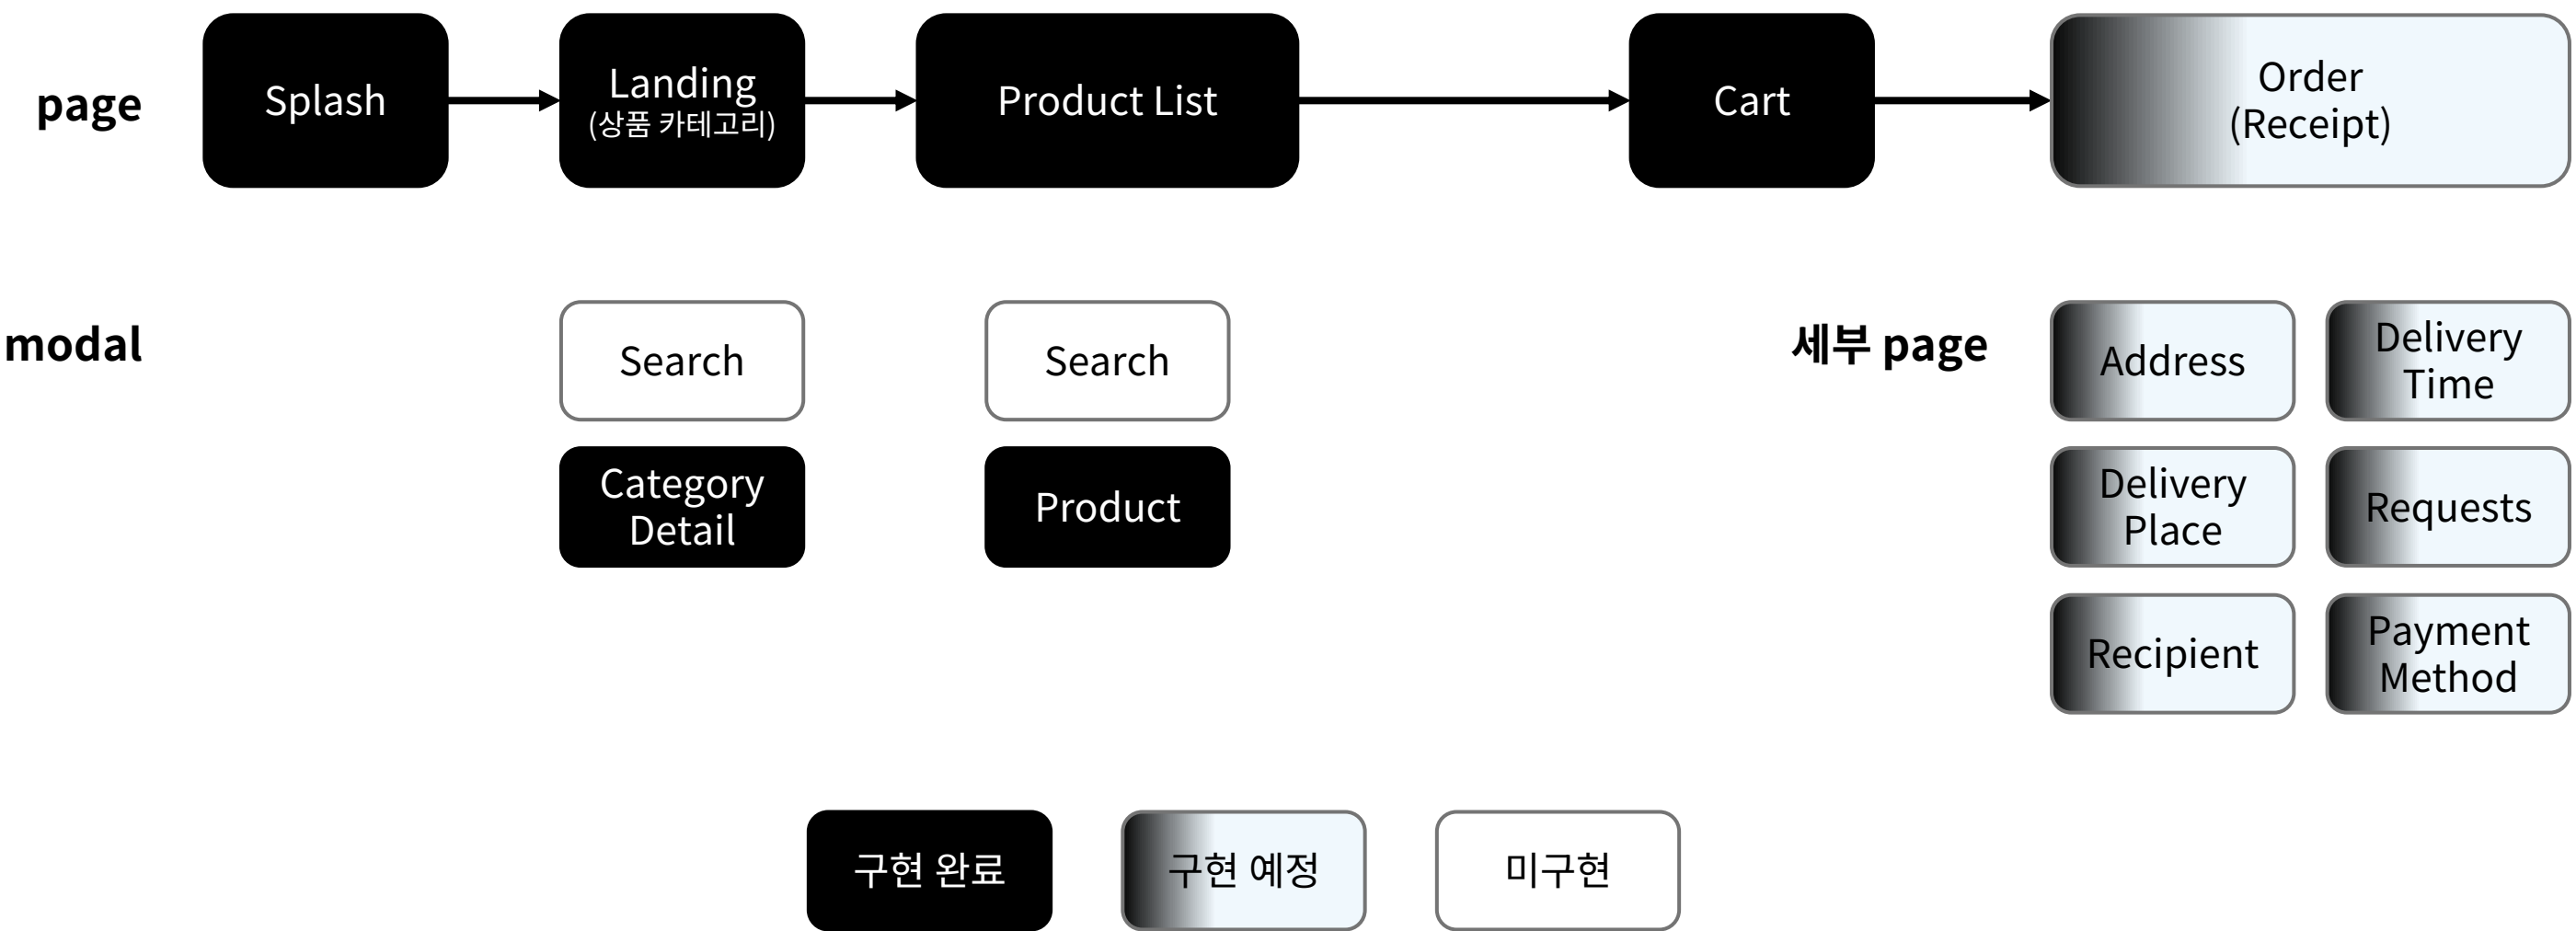 page
Splash
Landing
(상품 카테고리)
Product List
Cart
Order
(Receipt)
modal
Search
Search
세부 page
Address
Delivery
Time
Category
Detail
Product
Delivery
Place
Requests
Recipient
Payment
Method
구현 완료
구현 예정
미구현